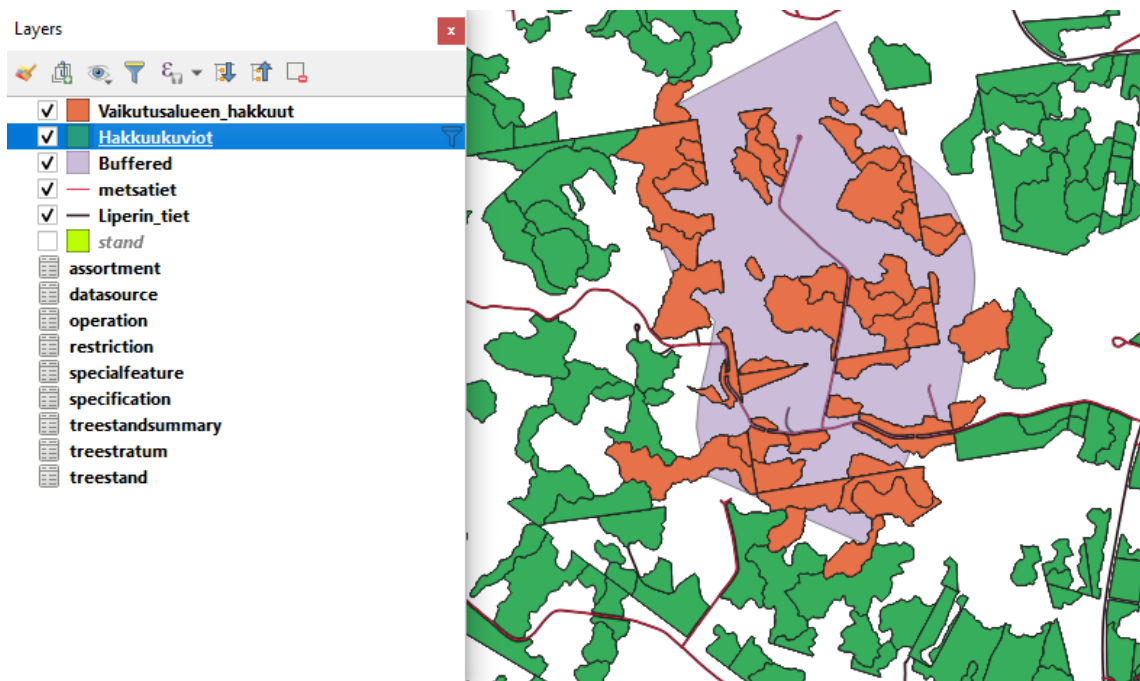 Layers
x
Vaikutusalueen_hakkuut
Hakkuukuviot
Buffered
metsatiet
Liperin_tiet
stand
assortment
datasource
operation
restriction
specialfeature
specification
treestandsummary
treestratum
treestand